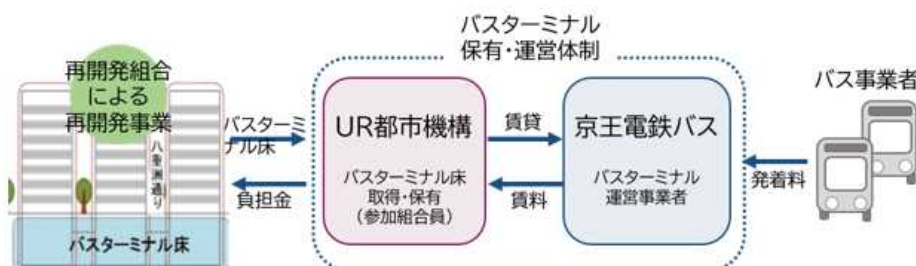 バスターミナル
保有・運営体制
再開発組合
による
再開発事業
八重洲通り
バスターミナル床
バスターミ
ナル床
負担金
UR都市機構
バスターミナル床
取得・保有
（参加組合員）
賃貸
賃料
京王電鉄バス
バスターミナル
運営事業者
発着料
バス事業者